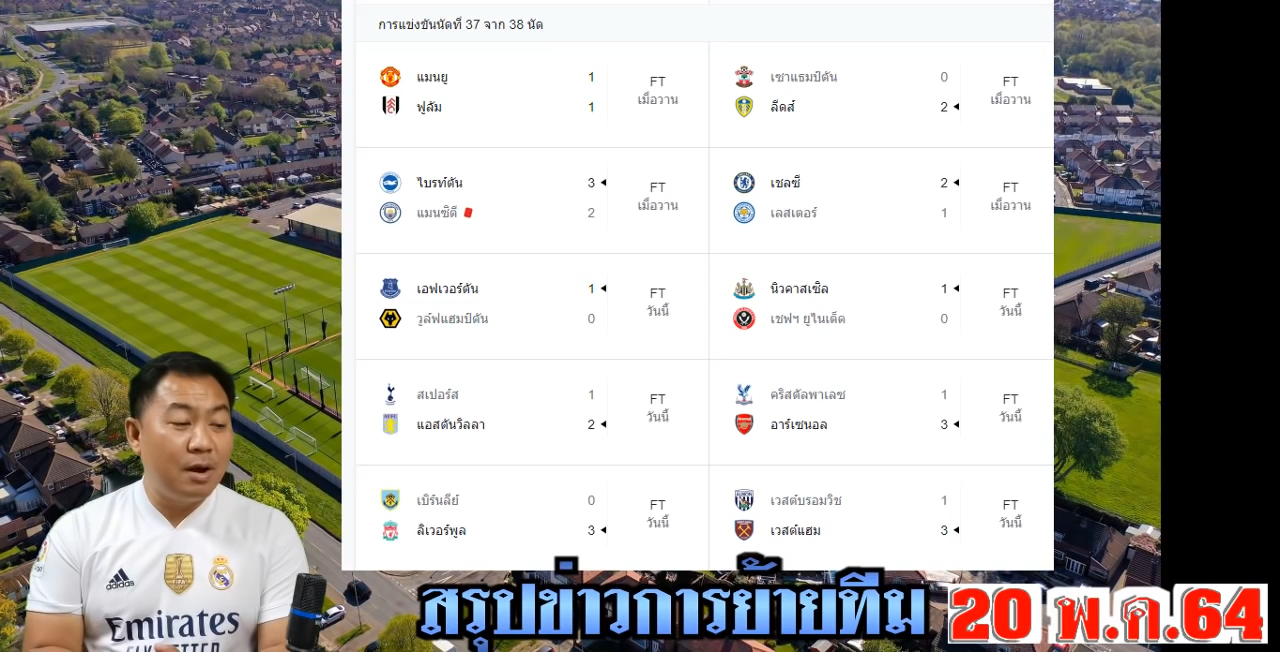 การแข่งขันนัดที่ 37 จาก 38 นัด
แมนยู 1
ฟูลัม 1
FT
เมื่อวาน
เซาแธมป์ตัน 0
ลีดส์ 2
FT
เมื่อวาน
ไบรท์ตัน 3
แมนซิตี 2
FT
เมื่อวาน
เชลซี 2
เลสเตอร์ 1
FT
เมื่อวาน
เอฟเวอร์ตัน 1
วูล์ฟแฮมป์ตัน 0
FT
วันนี้
นิวคาสเซิ่ล 1
เชฟฯ ยูไนเต็ด 0
FT
วันนี้
สเปอร์ส 1
แอสตันวิลลา 2
FT
วันนี้
คริสตัลพาเลซ 1
อาร์เซนอล 3
FT
วันนี้
เบิร์นลีย์ 0
ลิเวอร์พูล 3
FT
วันนี้
เวสต์บรอมวิช 1
เวสต์แฮม 3
FT
วันนี้
adidas
Emirates
FLY BETTER
สรุปข่าวการย้ายทีม 20 พ.ค.64